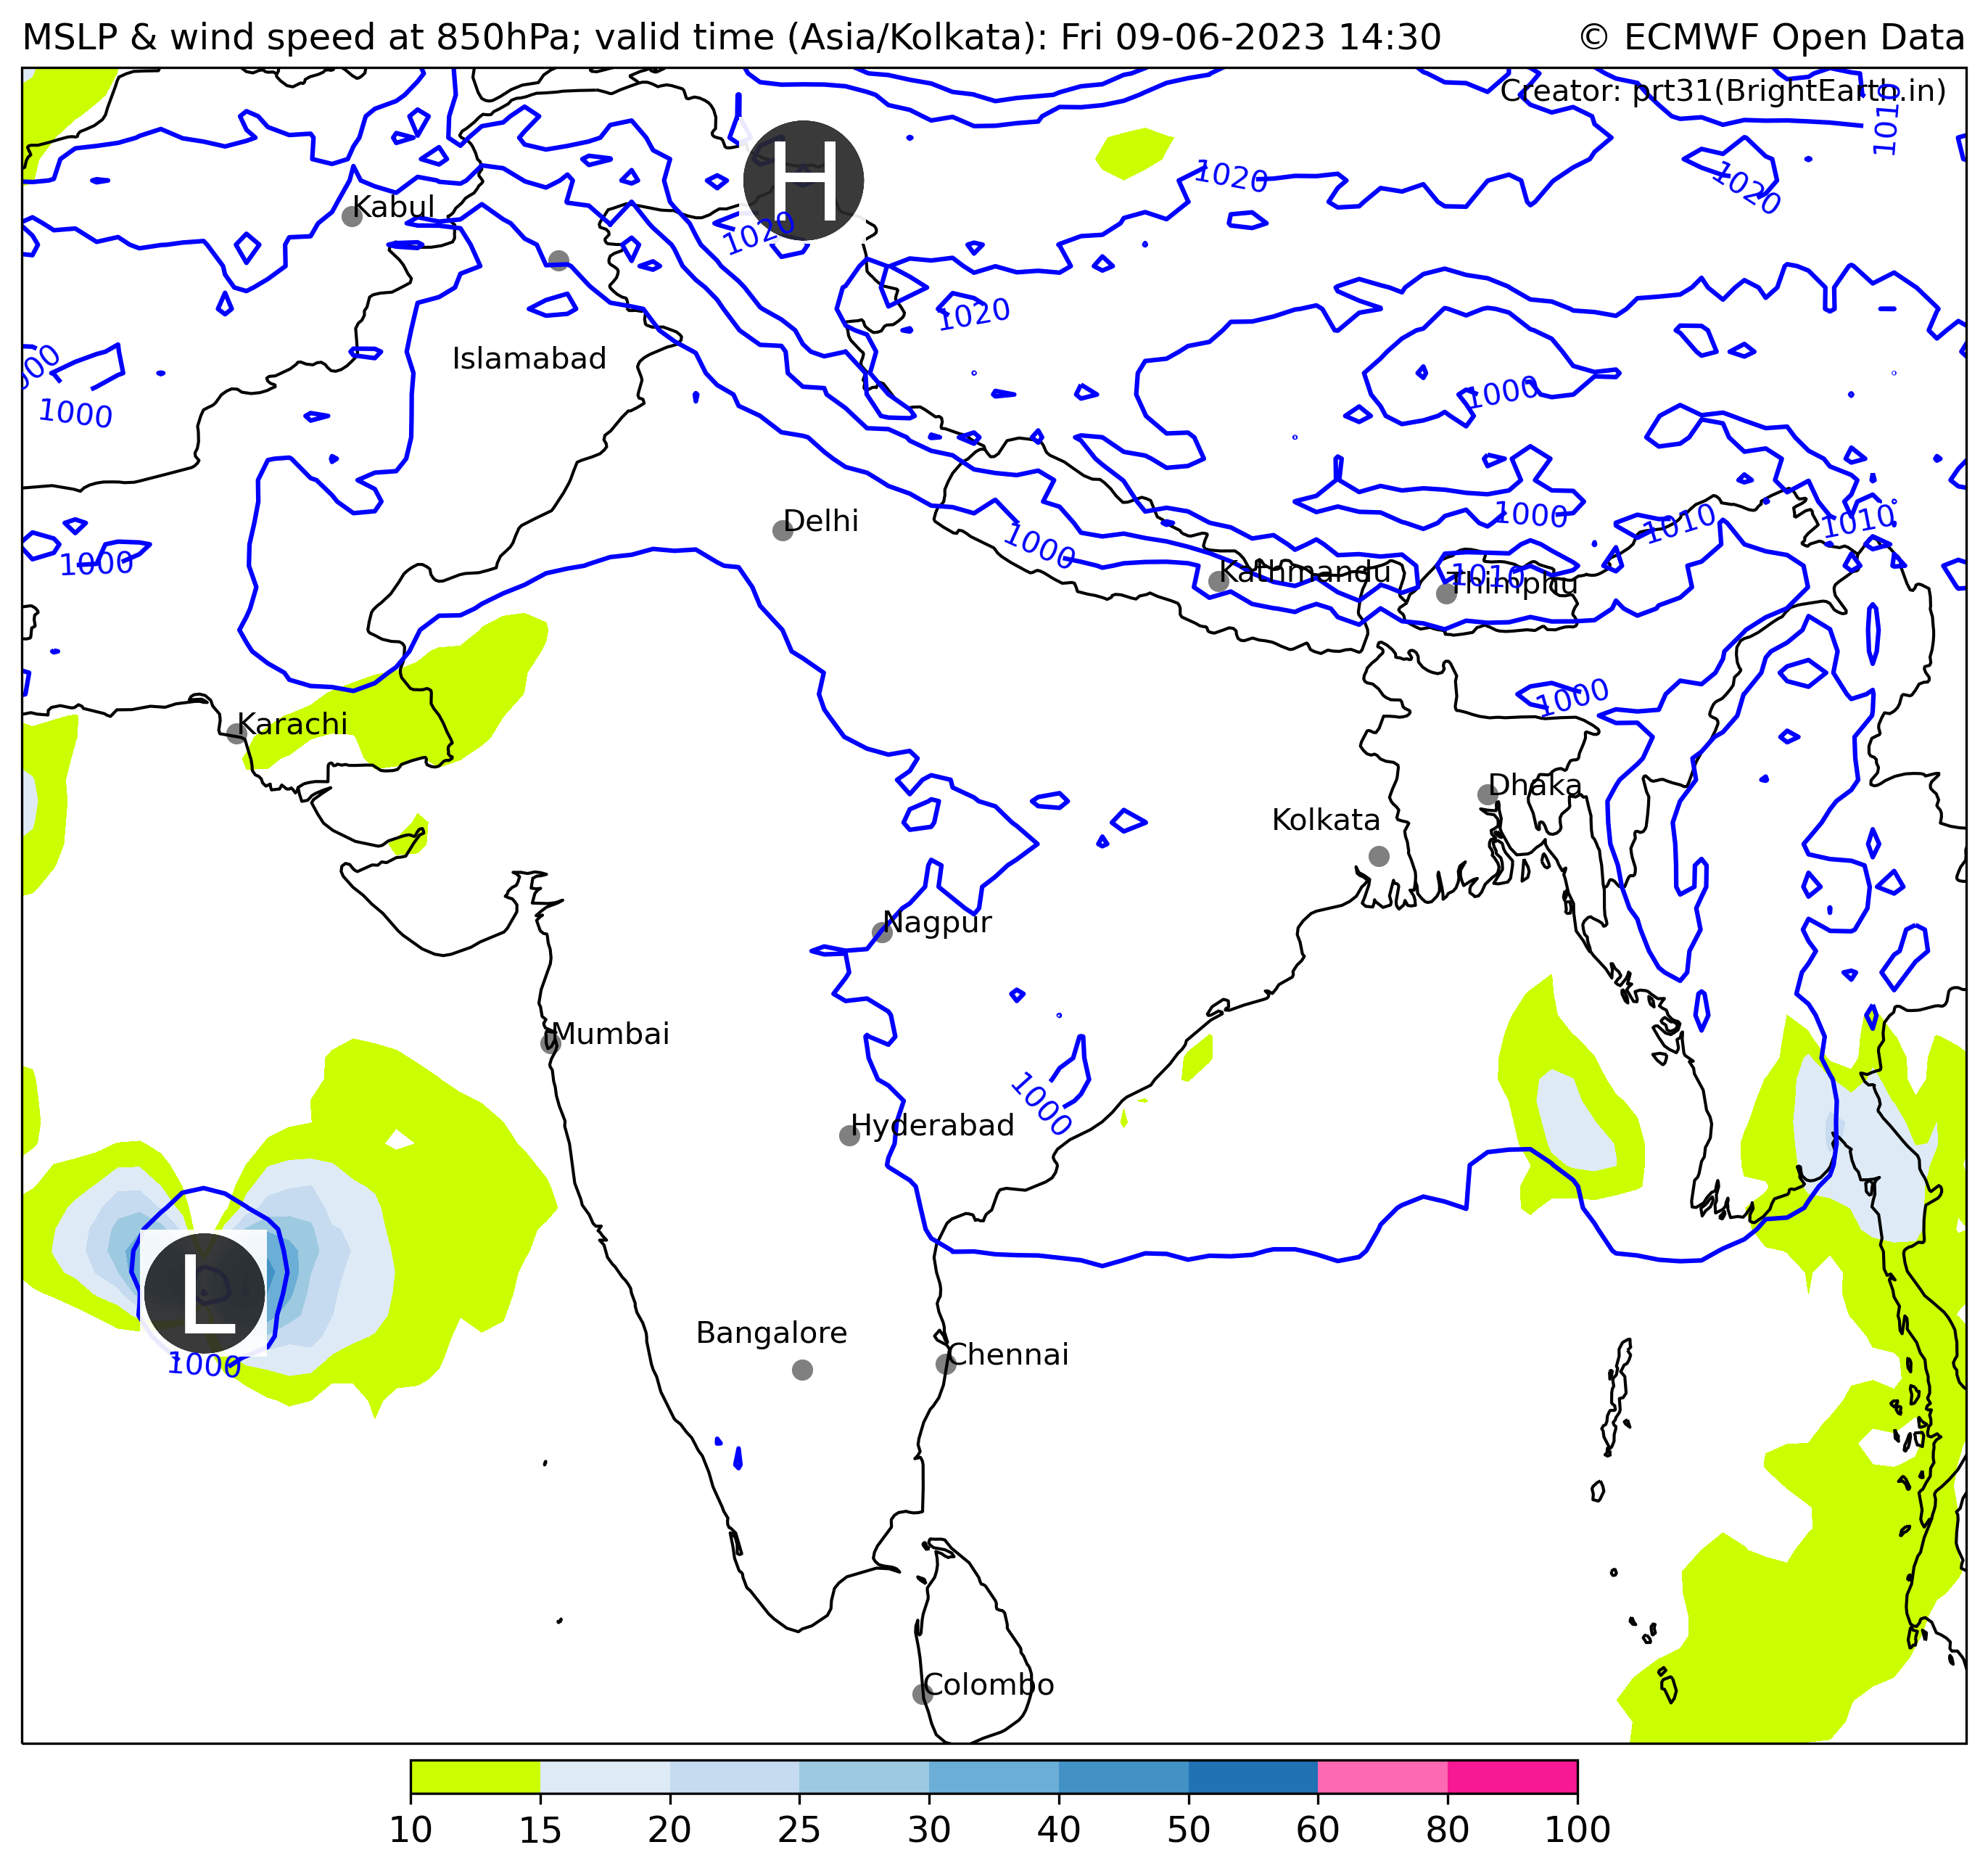 MSLP & wind speed at 850hPa; valid time (Asia/Kolkata): Fri 09-06-2023 14:30
© ECMWF Open Data
Creator: prt31(BrightEarth.in)
1010
H
1020
1020
Kabul
1020
1020
Islamabad
1000
1000
Delhi
1000
1010
1010
1000
1000
Kathmandu
1010
Thimphu
1000
Karachi
Dhaka
Kolkata
Nagpur
Mumbai
1000
Hyderabad
L
Bangalore
Chennai
1000
Colombo
10 15 20 25 30 40 50 60 80 100